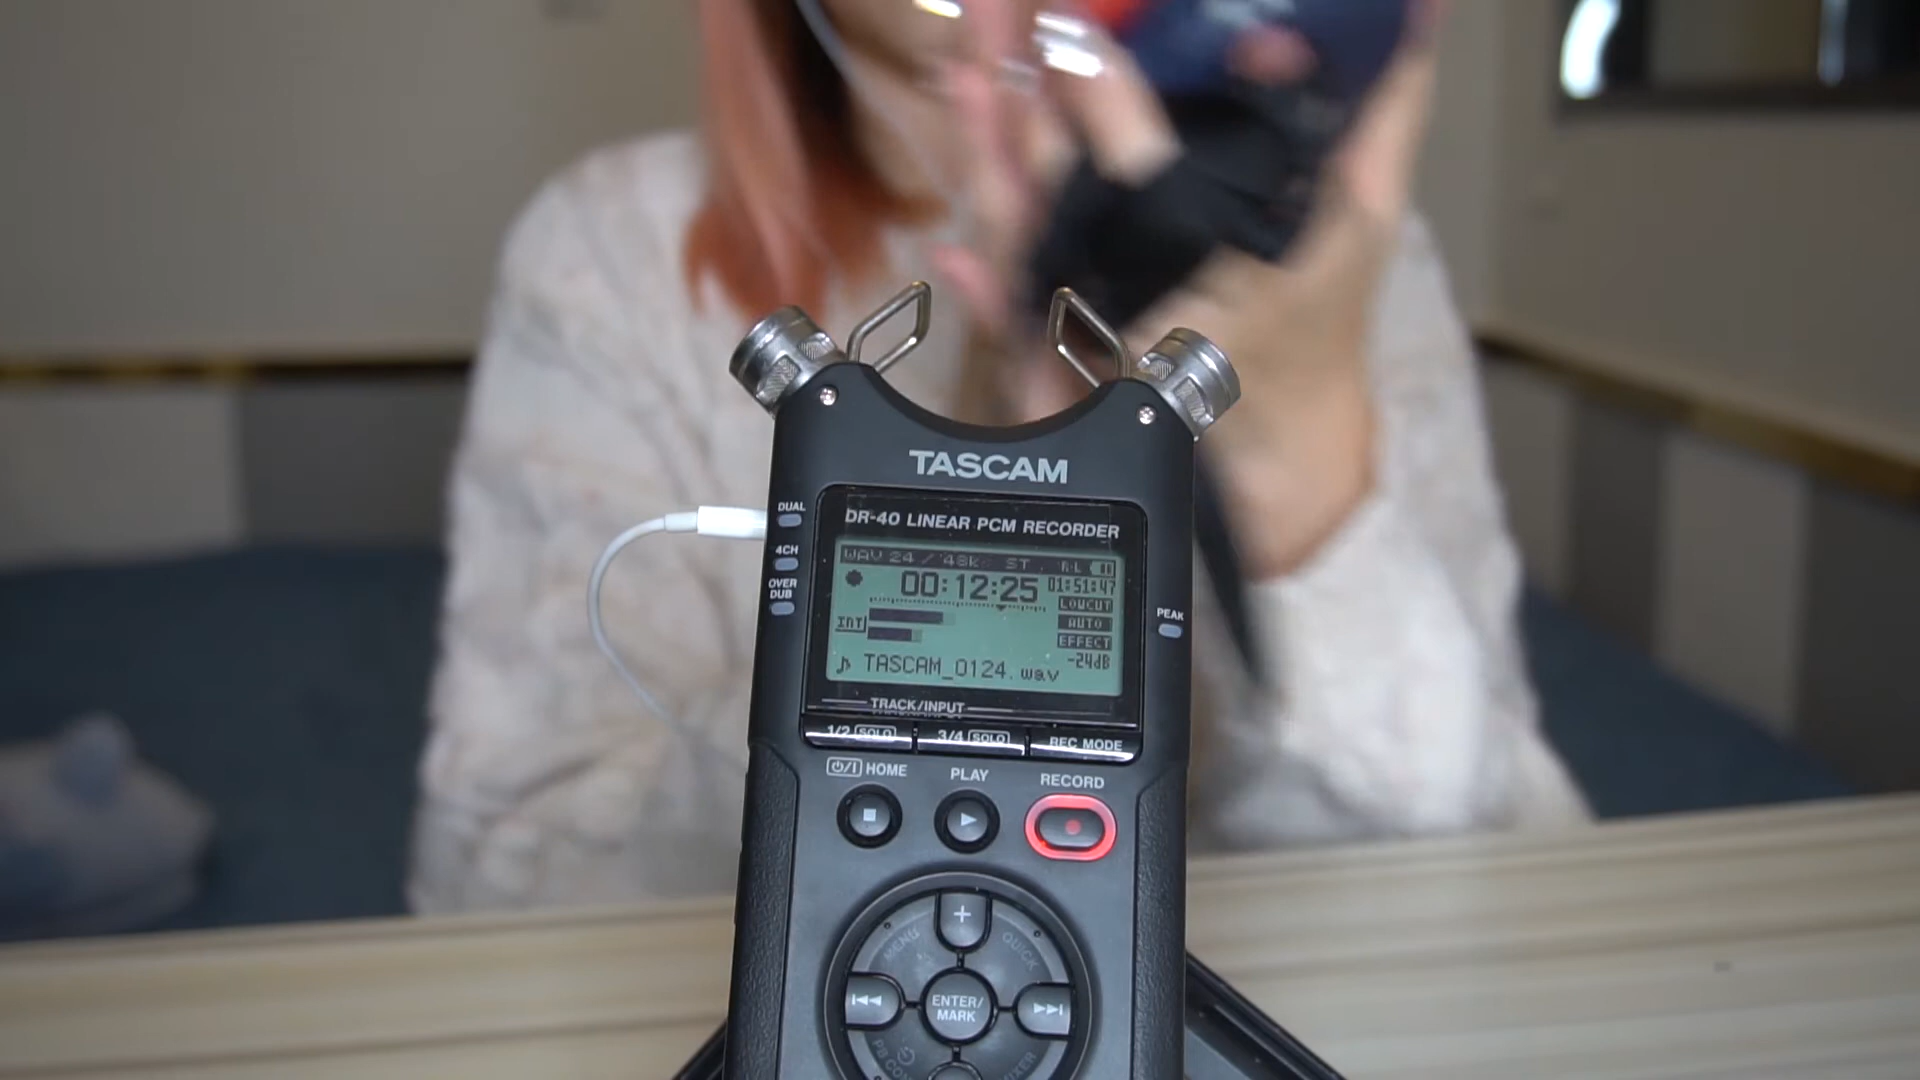 TASCAM
DR-40 LINEAR PCM RECORDER
DUAL
4CH
OVER
DUB
PEAK
WAV 24 / 48k ST
00:12:25
01:51:47
LOWCUT
INT
AUTO
EFFECT
-24dB
TASCAM_0124.wav
TRACK/INPUT
1/2 SOLO
3/4 SOLO
REC MODE
HOME
PLAY
RECORD
+
MENU
QUICK
ENTER/
MARK